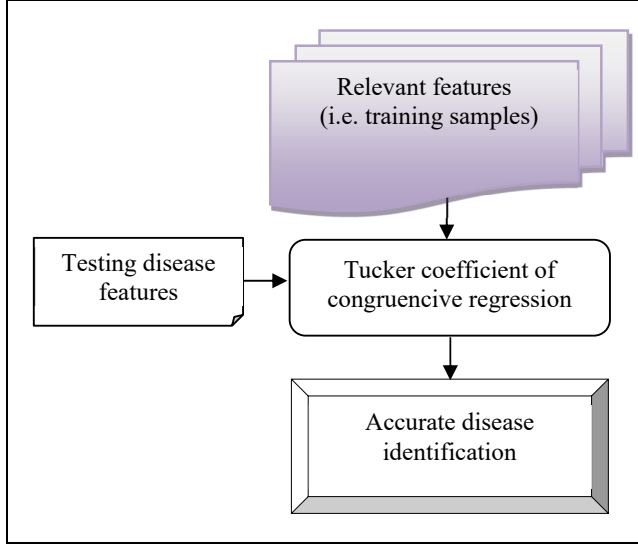 Relevant features
(i.e. training samples)
Testing disease
features
Tucker coefficient of
congruencive regression
Accurate disease
identification